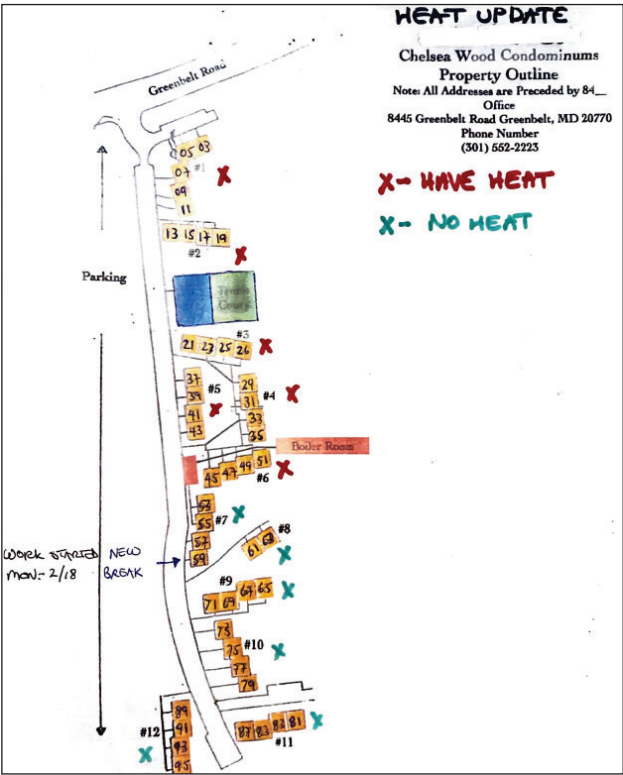 HEAT UPDATE
Chelsea Wood Condominums
Property Outline
Note: All Addresses are Preceded by 84__
Office
8445 Greenbelt Road Greenbelt, MD 20770
Phone Number
(301) 552-2223
X- HAVE HEAT
X- NO HEAT
Greenbelt Road
05 03
07 #1 X
09
11
13 15 17 19
#2 X
Parking
Tennis
Court
#3
21 23 25 26 X
37
39 #5
41 X
43
29
31 #4 X
33
35
Boiler Room
45 47 49 51 X
#6
53
55 #7 X
57
59
#8
61 63 X
WORK STARTED
MON.- 2/18
NEW
BREAK
#9
71 69 67 65 X
73
75 #10 X
77
79
87 83 83 81 X
#11
89
#12 91
X 93
95